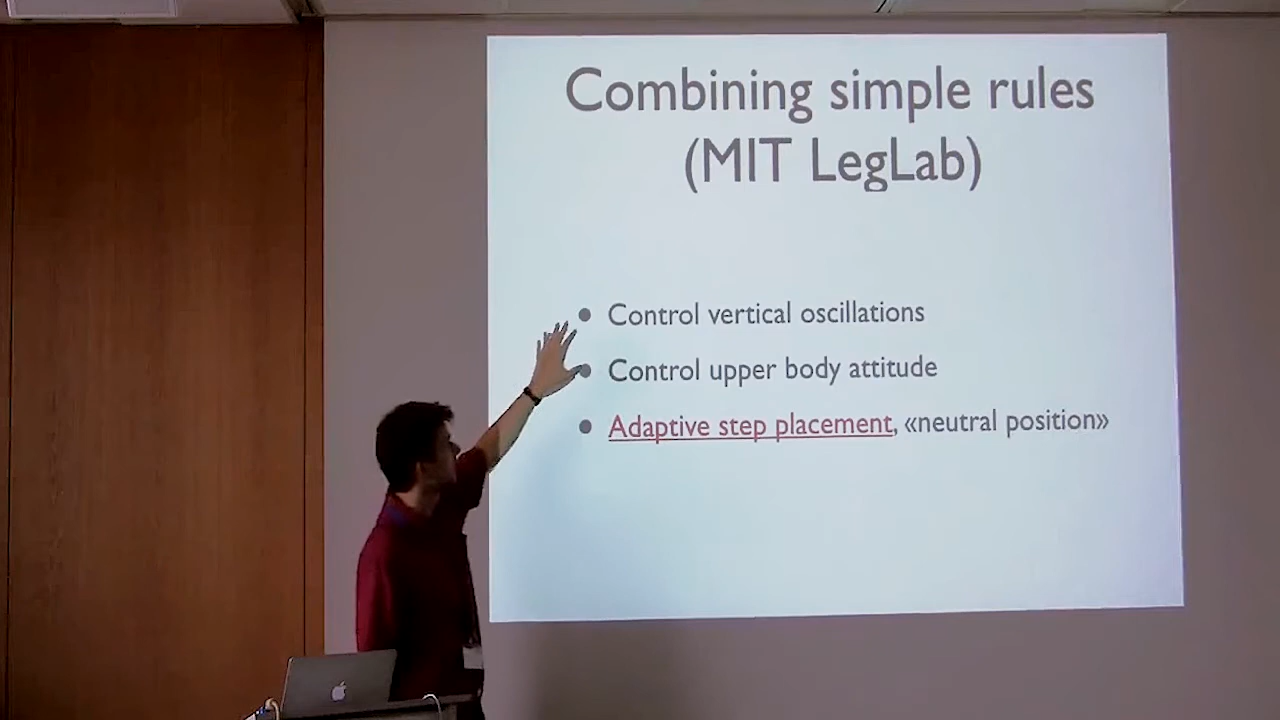 Combining simple rules
(MIT LegLab)
• Control vertical oscillations
• Control upper body attitude
• Adaptive step placement, «neutral position»